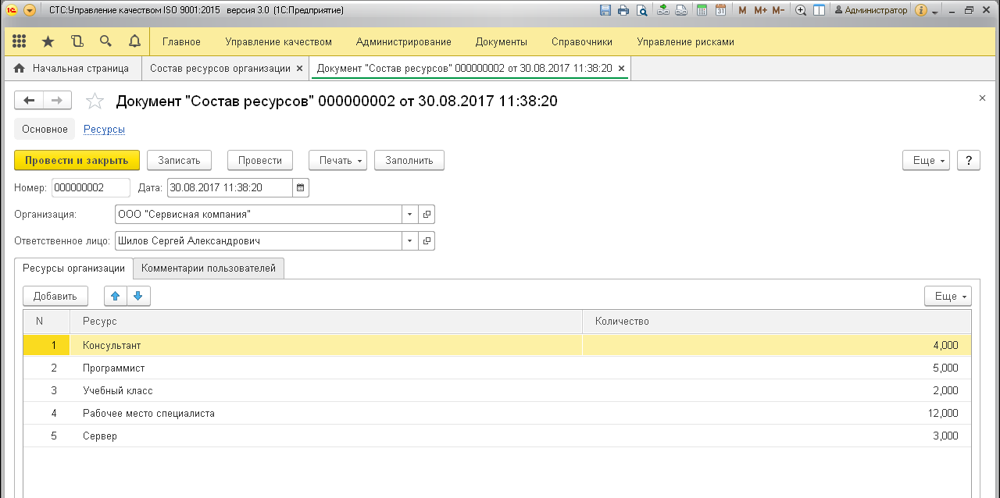 1С СТС:Управление качеством ISO 9001:2015 версия 3.0 (1С:Предприятие) 31 M M+ M- Администратор i
Главное Управление качеством Администрирование Документы Справочники Управление рисками
Начальная страница Состав ресурсов организации × Документ "Состав ресурсов" 000000002 от 30.08.2017 11:38:20 ×
Документ "Состав ресурсов" 000000002 от 30.08.2017 11:38:20 ×
Основное Ресурсы
Провести и закрыть Записать Провести Печать Заполнить Еще ?
Номер: 000000002 Дата: 30.08.2017 11:38:20
Организация: ООО "Сервисная компания"
Ответственное лицо: Шилов Сергей Александрович
Ресурсы организации Комментарии пользователей
Добавить Еще
N Ресурс Количество
1 Консультант 4,000
2 Программист 5,000
3 Учебный класс 2,000
4 Рабочее место специалиста 12,000
5 Сервер 3,000